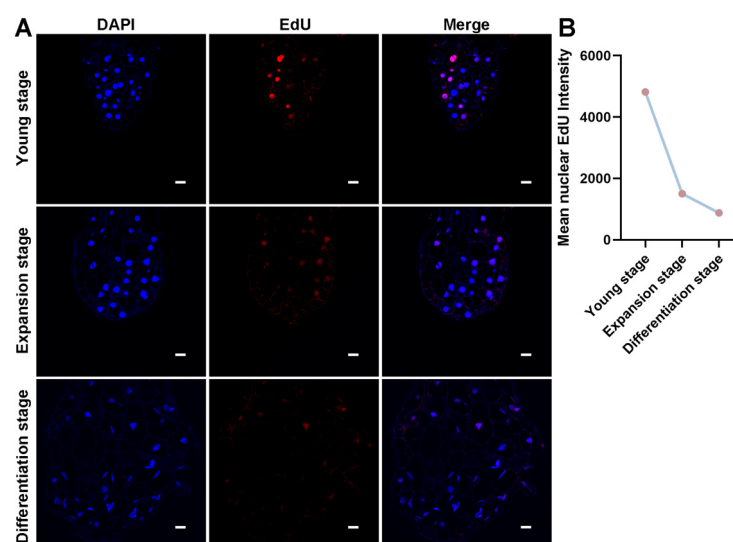 A
DAPI
EdU
Merge
Young stage
Expansion stage
Differentiation stage
B
Mean nuclear EdU Intensity
6000
4000
2000
0
Young stage
Expansion stage
Differentiation stage